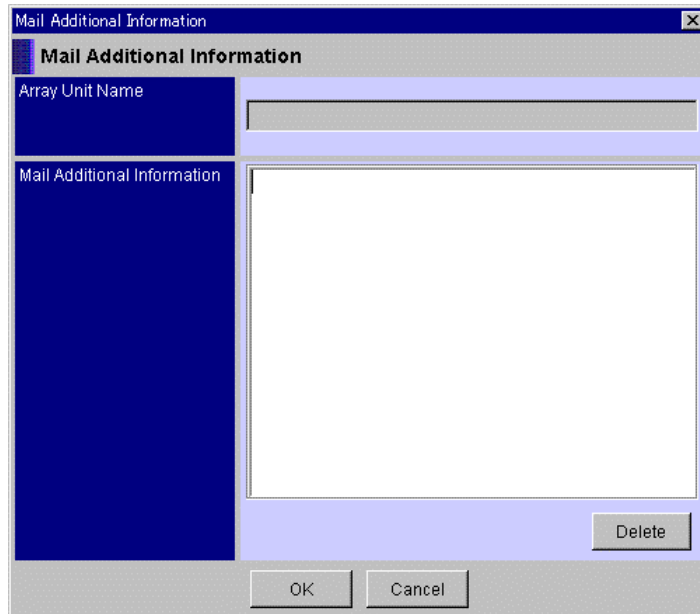 Mail Additional Information
Mail Additional Information
Array Unit Name
Mail Additional Information
Delete
OK
Cancel